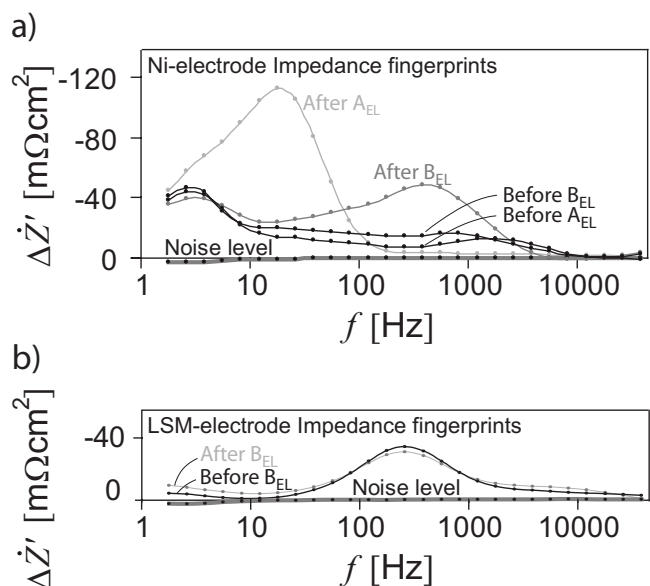 a)
Ni-electrode Impedance fingerprints
-120
-80
-40
0
ΔŻ′ [mΩcm²]
After A_EL
After B_EL
Before B_EL
Before A_EL
Noise level
1 10 100 1000 10000
f [Hz]
b)
LSM-electrode Impedance fingerprints
-40
0
ΔŻ′ [mΩcm²]
After B_EL
Before B_EL
Noise level
1 10 100 1000 10000
f [Hz]